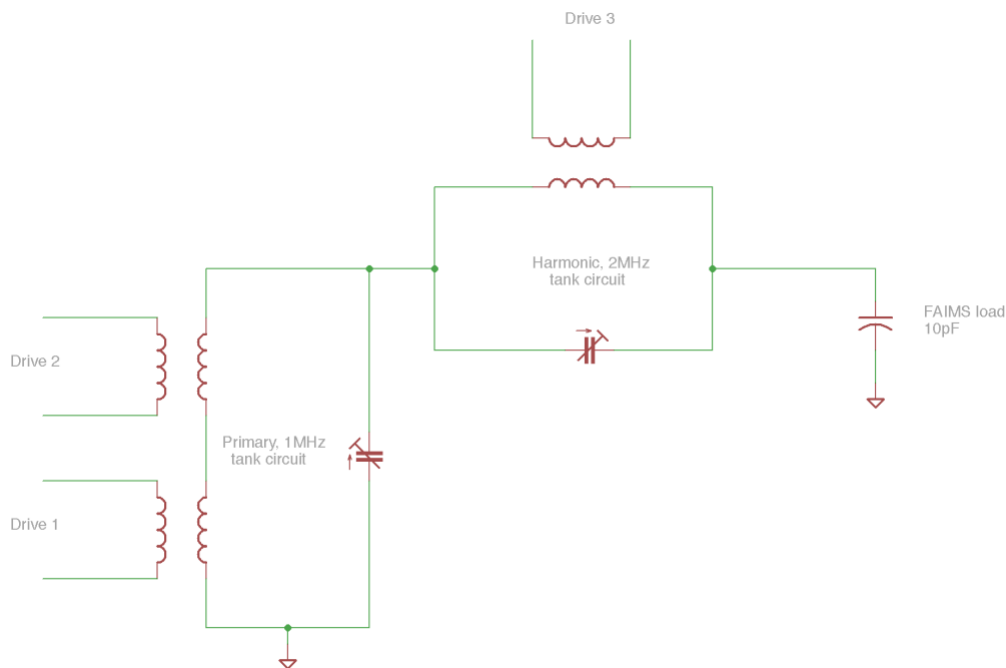 Drive 3
Harmonic, 2MHz
tank circuit
FAIMS load
10pF
Drive 2
Primary, 1MHz
tank circuit
Drive 1